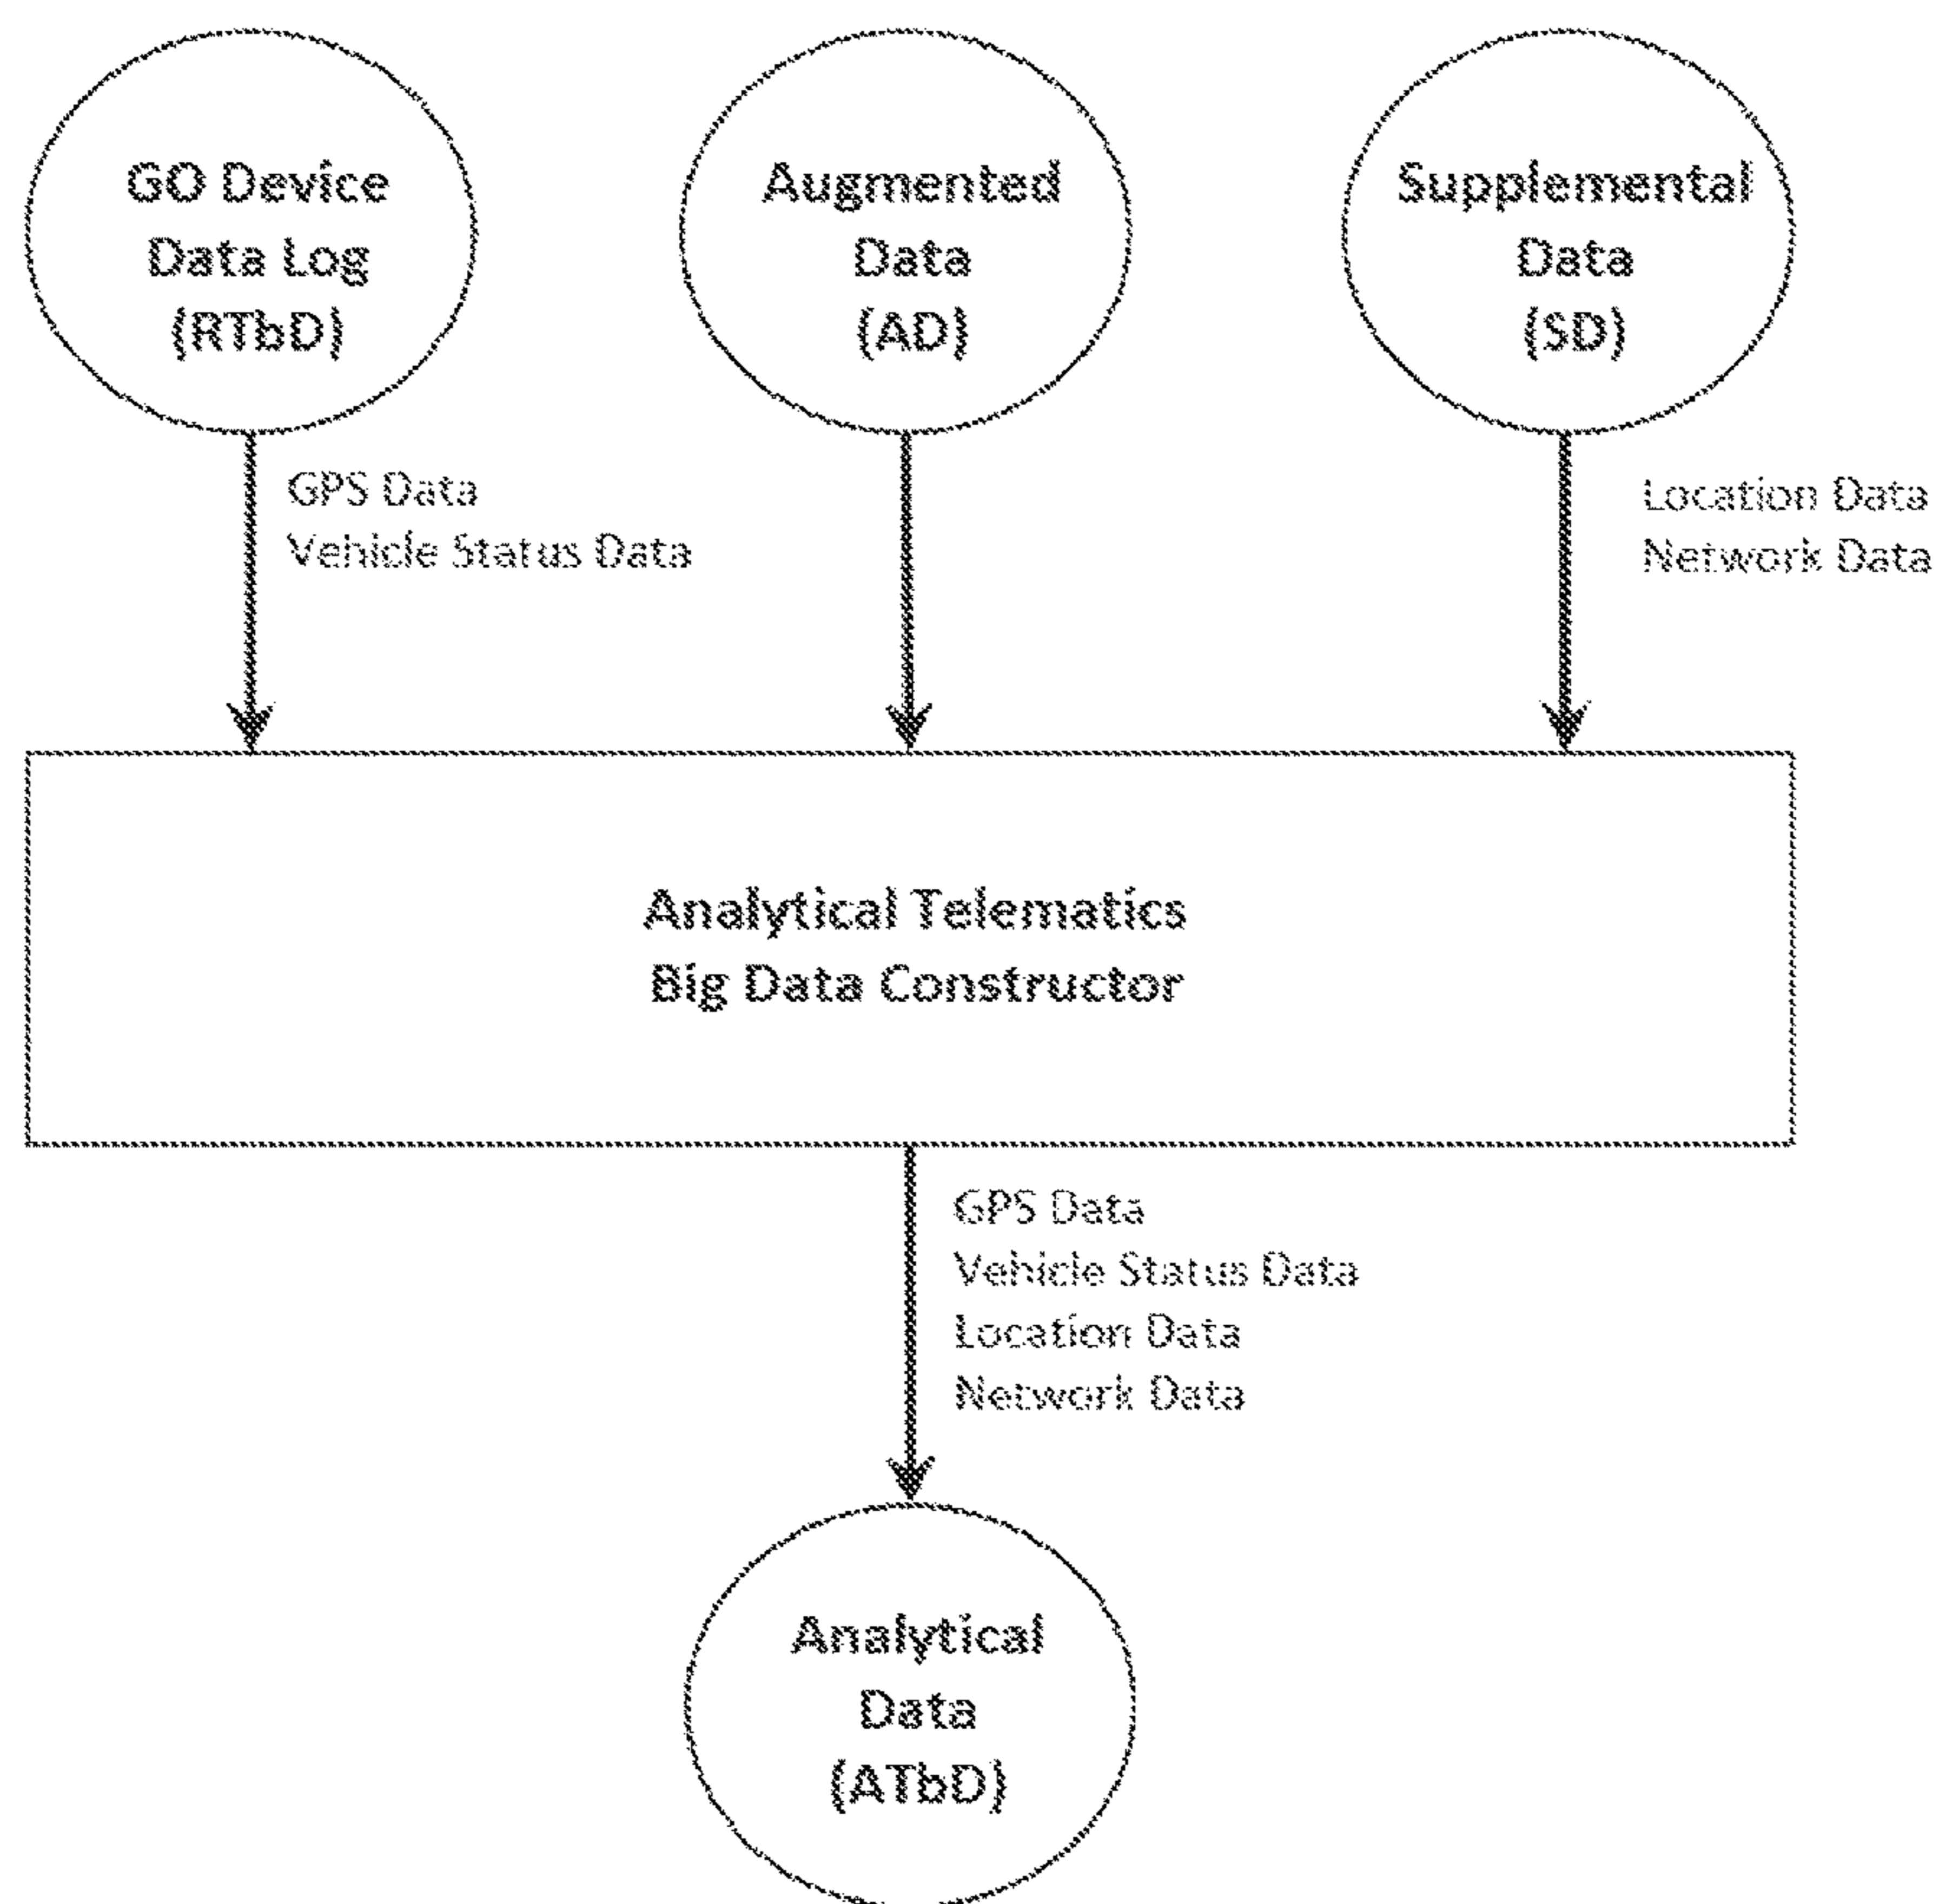 GO Device
Data Log
(RTbD)
Augmented
Data
(AD)
Supplemental
Data
(SD)
GPS Data
Vehicle Status Data
Location Data
Network Data
Analytical Telematics
Big Data Constructor
GPS Data
Vehicle Status Data
Location Data
Network Data
Analytical
Data
(ATbD)